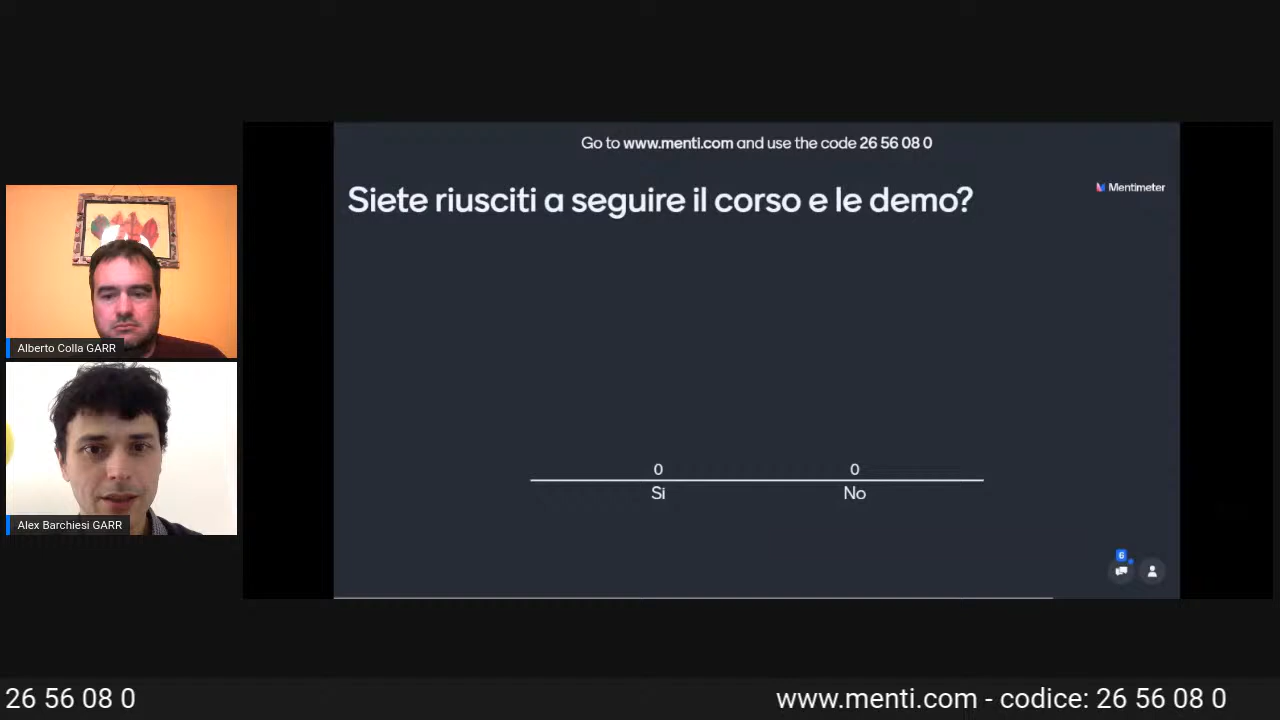 Go to www.menti.com and use the code 26 56 08 0
Mentimeter
Siete riusciti a seguire il corso e le demo?
0 0
Si No
6
Alberto Colla GARR
Alex Barchiesi GARR
26 56 08 0
www.menti.com - codice: 26 56 08 0